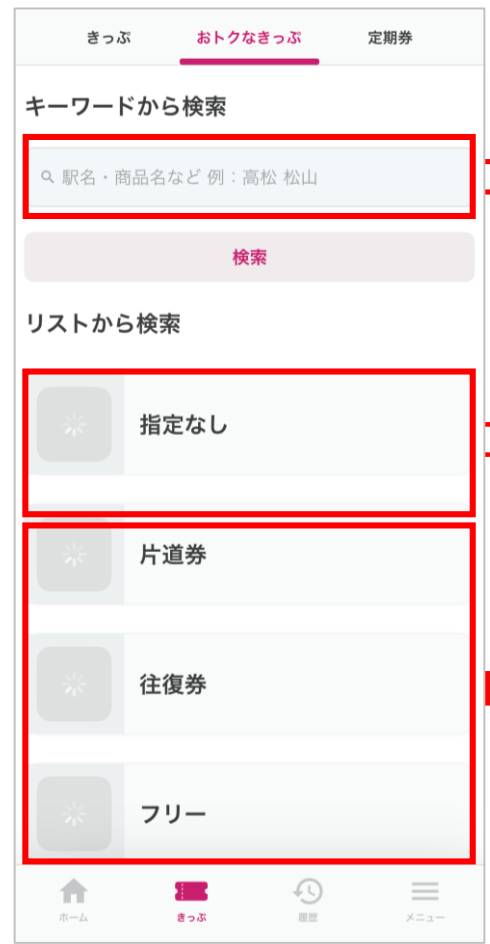 きっぷ おトクなきっぷ 定期券
キーワードから検索
駅名・商品名など 例：高松 松山
検索
リストから検索
指定なし
片道券
往復券
フリー
ホーム きっぷ 履歴 メニュー